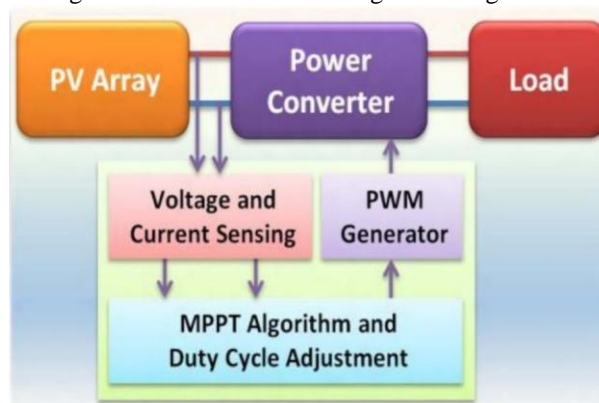 PV Array
Power
Converter
Load
Voltage and
Current Sensing
PWM
Generator
MPPT Algorithm and
Duty Cycle Adjustment